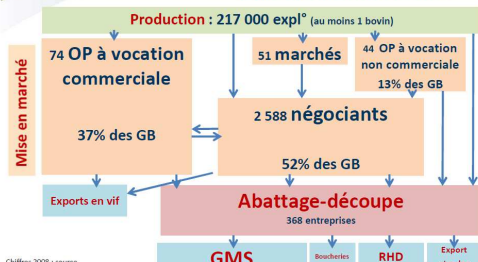 Production : 217 000 expl° (au moins 1 bovin)
Mise en marché
74 OP à vocation
commerciale
37% des GB
51 marchés
44 OP à vocation
non commerciale
13% des GB
2 588 négociants
52% des GB
Exports en vif
Abattage-découpe
368 entreprises
GMS
Boucheries
RHD
Export
Chiffres 2008 : source